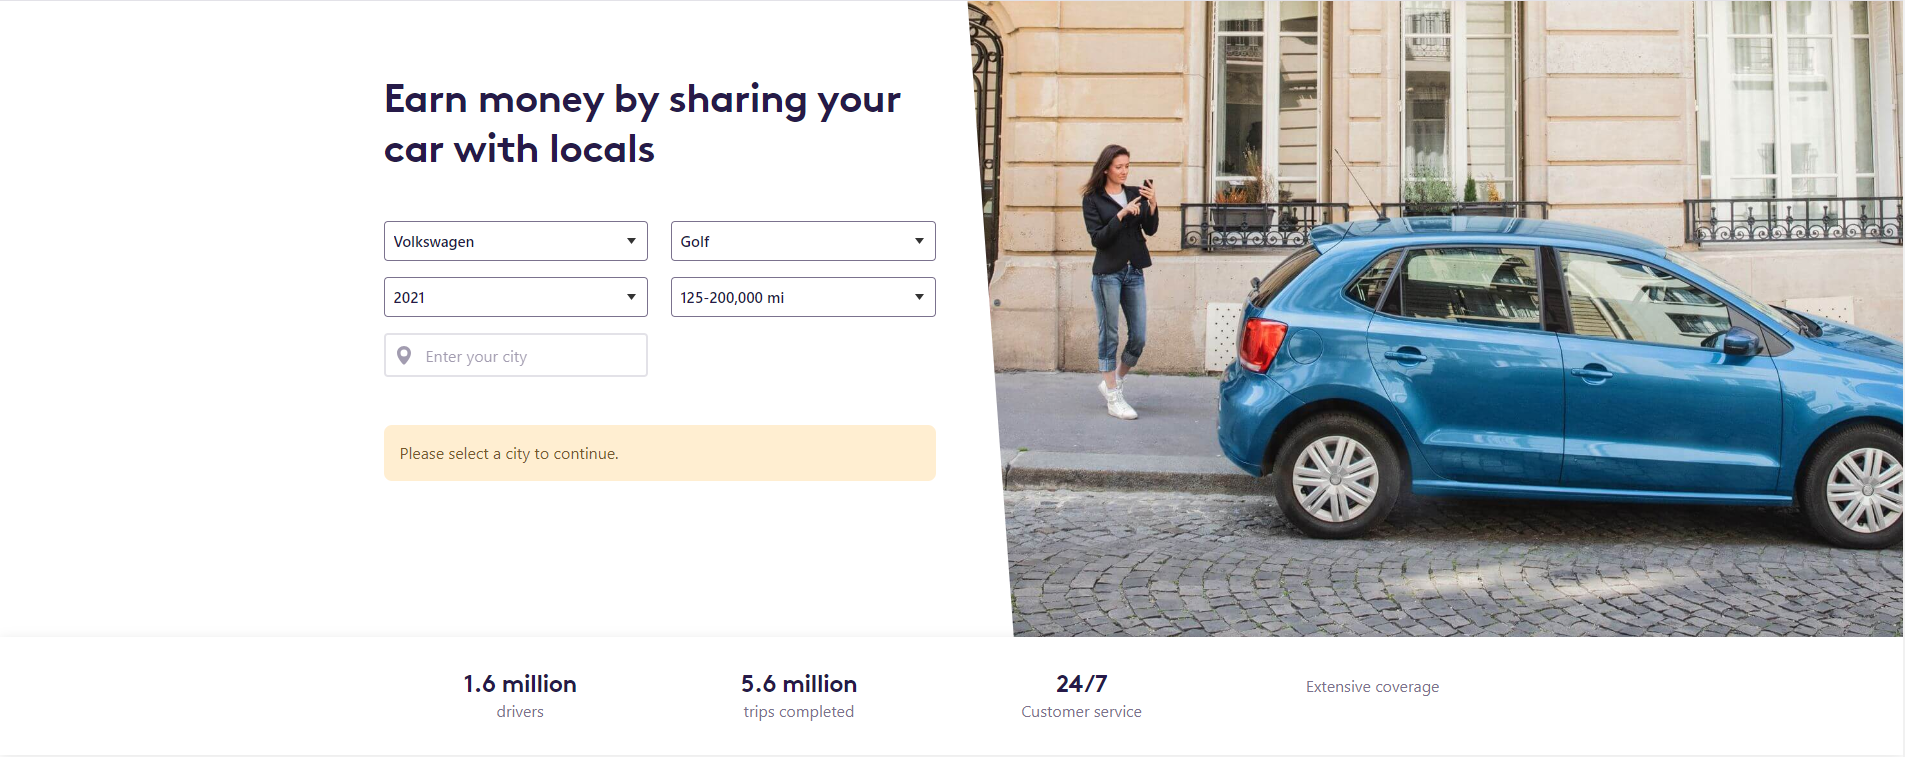 Earn money by sharing your
car with locals
Volkswagen
Golf
2021
125-200,000 mi
Enter your city
Please select a city to continue.
1.6 million
drivers
5.6 million
trips completed
24/7
Customer service
Extensive coverage